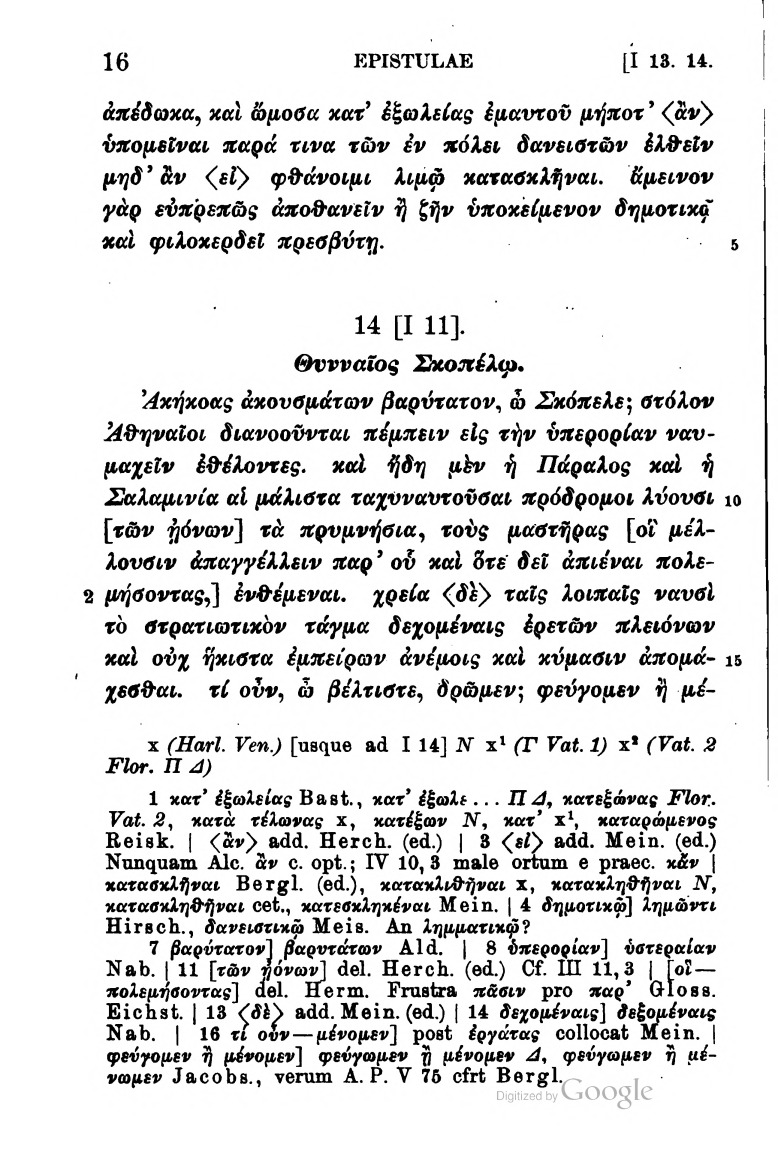 16 EPISTULAE [I 13. 14.
ἀπέδωκα, καὶ ὤμοσα κατ' ἐξωλείας ἐμαυτοῦ μήποτ' ⟨ἂν⟩
ὑπομεῖναι παρά τινα τῶν ἐν πόλει δανειστῶν ἐλθεῖν
μηδ' ἂν ⟨εἰ⟩ φθάνοιμι λιμῷ κατασκλῆναι. ἄμεινον
γὰρ εὐπρεπῶς ἀποθανεῖν ἢ ζῆν ὑποκείμενον δημοτικῷ
καὶ φιλοκερδεῖ πρεσβύτῃ. 5
14 [I 11].
Θυνναῖος Σκοπέλῳ.
Ἀκήκοας ἀκουσμάτων βαρύτατον, ὦ Σκόπελε; στόλον
Ἀθηναῖοι διανοοῦνται πέμπειν εἰς τὴν ὑπερορίαν ναυ-
μαχεῖν ἐθέλοντες. καὶ ἤδη μὲν ἡ Πάραλος καὶ ἡ
Σαλαμινία αἱ μάλιστα ταχυναυτοῦσαι πρόδρομοι λύουσι 10
[τῶν ᾐόνων] τὰ πρυμνήσια, τοὺς μαστῆρας [οἳ μέλ-
λουσιν ἀπαγγέλλειν παρ' οὗ καὶ ὅτε δεῖ ἀπιέναι πολε-
2 μήσοντας,] ἐνθέμεναι. χρεία ⟨δὲ⟩ ταῖς λοιπαῖς ναυσὶ
τὸ στρατιωτικὸν τάγμα δεχομέναις ἐρετῶν πλειόνων
καὶ οὐχ ἥκιστα ἐμπείρων ἀνέμοις καὶ κύμασιν ἀπομά- 15
χεσθαι. τί οὖν, ὦ βέλτιστε, δρῶμεν; φεύγομεν ἢ μέ-
x (Harl. Ven.) [usque ad I 14] N x¹ (Γ Vat. 1) x² (Vat. 2
Flor. Π Δ)
1 κατ' ἐξωλείας Bast., κατ' ἐξωλε ... Π Δ, κατεξώνας Flor.
Vat. 2, κατὰ τέλωνας x, κατέξων N, κατ' x¹, καταρώμενος
Reisk. | ⟨ἂν⟩ add. Herch. (ed.) | 3 ⟨εἰ⟩ add. Mein. (ed.)
Nunquam Alc. ἂν c. opt.; IV 10, 3 male ortum e praec. κἄν |
κατασκλῆναι Bergl. (ed.), κατακλιθῆναι x, κατακληθῆναι N,
κατασκληθῆναι cet., κατεσκληκέναι Mein. | 4 δημοτικῷ] λημῶντι
Hirsch., δανειστικῷ Meis. An λημματικῷ?
7 βαρύτατον] βαρυτάτων Ald. | 8 ὑπερορίαν] ὑστεραίαν
Nab. | 11 [τῶν ᾐόνων] del. Herch. (ed.) Cf. III 11, 3 | [οἳ—
πολεμήσοντας] del. Herm. Frustra πᾶσιν pro παρ' Gloss.
Eichst. | 13 ⟨δὲ⟩ add. Mein. (ed.) | 14 δεχομέναις] δεξομέναις
Nab. | 16 τί οὖν—μένομεν] post ἐργάτας collocat Mein. |
φεύγομεν ἢ μένομεν] φεύγωμεν ἢ μένομεν Δ, φεύγωμεν ἢ μέ-
νωμεν Jacobs., verum A. P. V 75 cfrt Bergl.
Digitized by Google